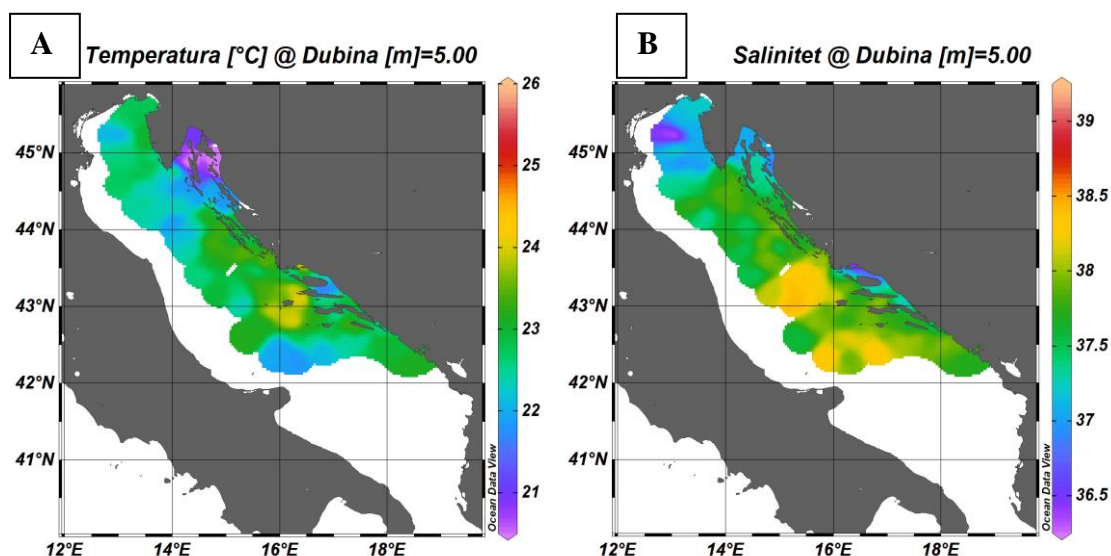 A
Temperatura [°C] @ Dubina [m]=5.00
45°N
44°N
43°N
42°N
41°N
12°E
14°E
16°E
18°E
26
25
24
23
22
21
Ocean Data View
B
Salinitet @ Dubina [m]=5.00
45°N
44°N
43°N
42°N
41°N
12°E
14°E
16°E
18°E
39
38.5
38
37.5
37
36.5
Ocean Data View